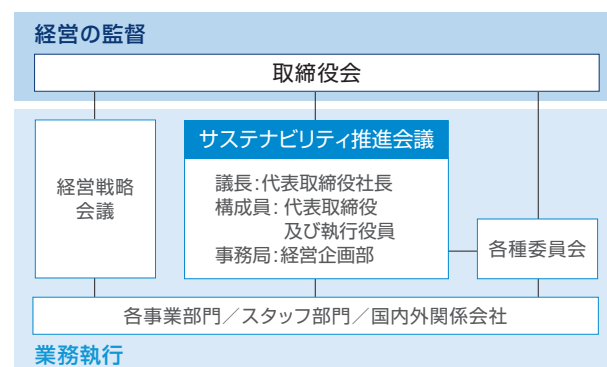 経営の監督
取締役会
経営戦略
会議
サステナビリティ推進会議
議長：代表取締役社長
構成員：代表取締役
及び執行役員
事務局：経営企画部
各種委員会
各事業部門／スタッフ部門／国内外関係会社
業務執行